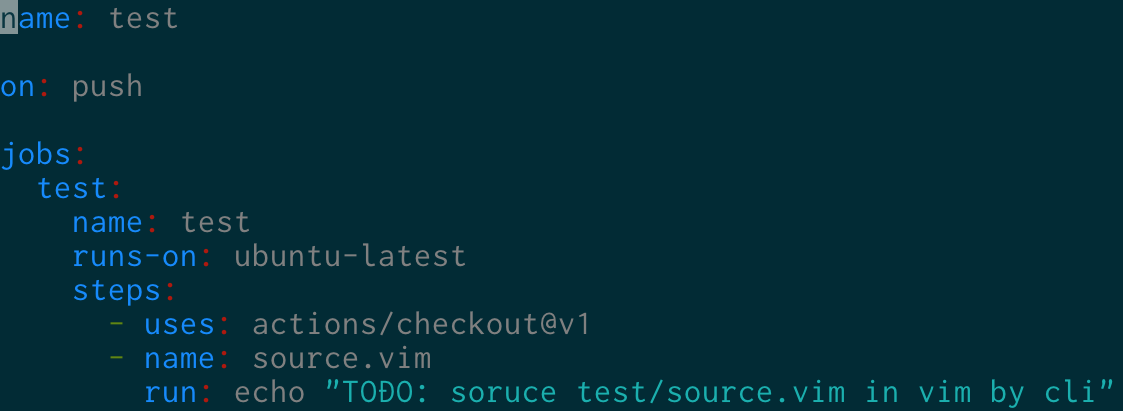 name: test
on: push
jobs:
  test:
    name: test
    runs-on: ubuntu-latest
    steps:
      - uses: actions/checkout@v1
      - name: source.vim
        run: echo "TOĐO: soruce test/source.vim in vim by cli"